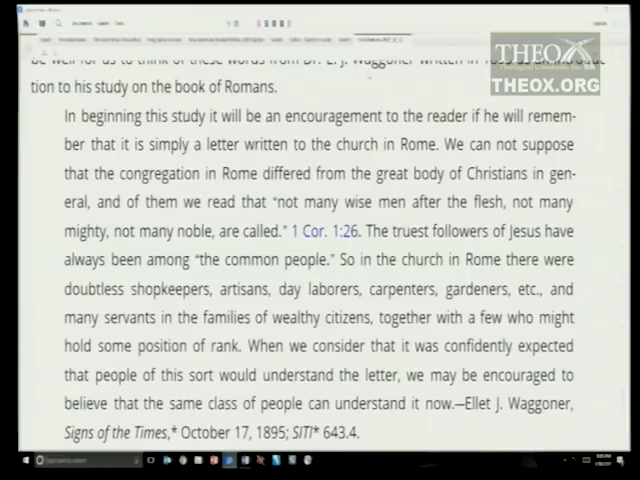 THEOX
THEOX.ORG
be well for us to think of these words from Dr. E. J. Waggoner written in
tion to his study on the book of Romans.
In beginning this study it will be an encouragement to the reader if he will remem-
ber that it is simply a letter written to the church in Rome. We can not suppose
that the congregation in Rome differed from the great body of Christians in gen-
eral, and of them we read that "not many wise men after the flesh, not many
mighty, not many noble, are called." 1 Cor. 1:26. The truest followers of Jesus have
always been among "the common people." So in the church in Rome there were
doubtless shopkeepers, artisans, day laborers, carpenters, gardeners, etc., and
many servants in the families of wealthy citizens, together with a few who might
hold some position of rank. When we consider that it was confidently expected
that people of this sort would understand the letter, we may be encouraged to
believe that the same class of people can understand it now.—Ellet J. Waggoner,
Signs of the Times,* October 17, 1895; SITI* 643.4.